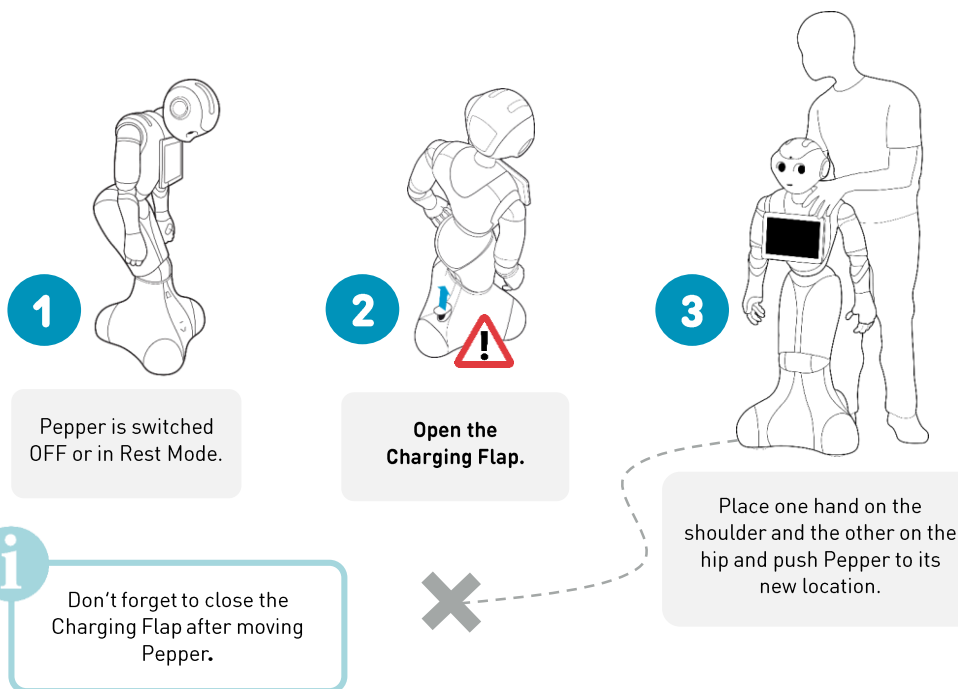 1
Pepper is switched
OFF or in Rest Mode.
2
Open the
Charging Flap.
3
Place one hand on the
shoulder and the other on the
hip and push Pepper to its
new location.
i
Don't forget to close the
Charging Flap after moving
Pepper.